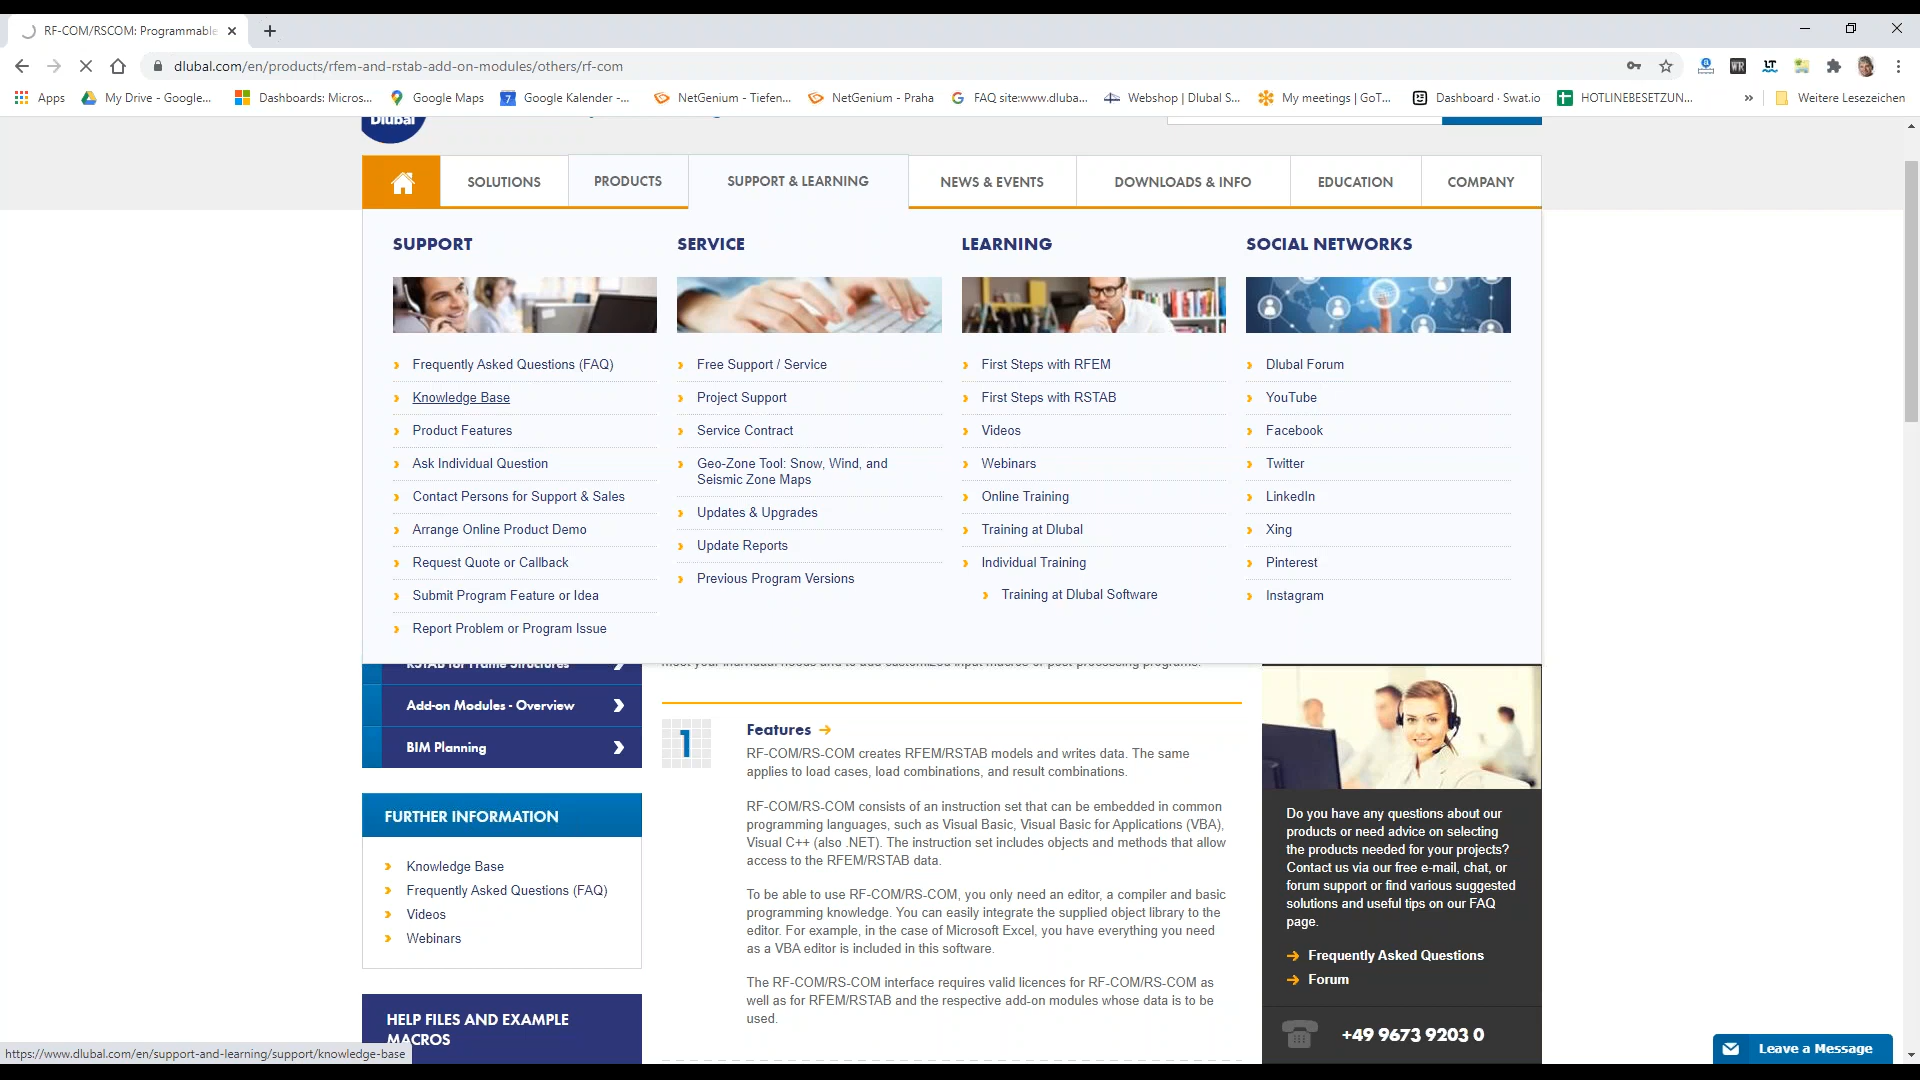 RF-COM/RSCOM: Programmable
dlubal.com/en/products/rfem-and-rstab-add-on-modules/others/rf-com
Apps
My Drive - Google...
Dashboards: Micros...
Google Maps
Google Kalender -...
NetGenium - Tiefen...
NetGenium - Praha
FAQ site:www.dluba...
Webshop | Dlubal S...
My meetings | GoT...
Dashboard · Swat.io
HOTLINEBESETZUN...
»
Weitere Lesezeichen
Dlubal
SOLUTIONS
PRODUCTS
SUPPORT & LEARNING
NEWS & EVENTS
DOWNLOADS & INFO
EDUCATION
COMPANY
SUPPORT
Frequently Asked Questions (FAQ)
Knowledge Base
Product Features
Ask Individual Question
Contact Persons for Support & Sales
Arrange Online Product Demo
Request Quote or Callback
Submit Program Feature or Idea
Report Problem or Program Issue
SERVICE
Free Support / Service
Project Support
Service Contract
Geo-Zone Tool: Snow, Wind, and
Seismic Zone Maps
Updates & Upgrades
Update Reports
Previous Program Versions
LEARNING
First Steps with RFEM
First Steps with RSTAB
Videos
Webinars
Online Training
Training at Dlubal
Individual Training
Training at Dlubal Software
SOCIAL NETWORKS
Dlubal Forum
YouTube
Facebook
Twitter
LinkedIn
Xing
Pinterest
Instagram
RSTAB for Frame Structures
Add-on Modules - Overview
BIM Planning
FURTHER INFORMATION
Knowledge Base
Frequently Asked Questions (FAQ)
Videos
Webinars
HELP FILES AND EXAMPLE
MACROS
meet your individual needs and to add customized input macros or post-processing programs.
1
Features
RF-COM/RS-COM creates RFEM/RSTAB models and writes data. The same
applies to load cases, load combinations, and result combinations.
RF-COM/RS-COM consists of an instruction set that can be embedded in common
programming languages, such as Visual Basic, Visual Basic for Applications (VBA),
Visual C++ (also .NET). The instruction set includes objects and methods that allow
access to the RFEM/RSTAB data.
To be able to use RF-COM/RS-COM, you only need an editor, a compiler and basic
programming knowledge. You can easily integrate the supplied object library to the
editor. For example, in the case of Microsoft Excel, you have everything you need
as a VBA editor is included in this software.
The RF-COM/RS-COM interface requires valid licences for RF-COM/RS-COM as
well as for RFEM/RSTAB and the respective add-on modules whose data is to be
used.
Do you have any questions about our
products or need advice on selecting
the products needed for your projects?
Contact us via our free e-mail, chat, or
forum support or find various suggested
solutions and useful tips on our FAQ
page.
Frequently Asked Questions
Forum
+49 9673 9203 0
Leave a Message
https://www.dlubal.com/en/support-and-learning/support/knowledge-base